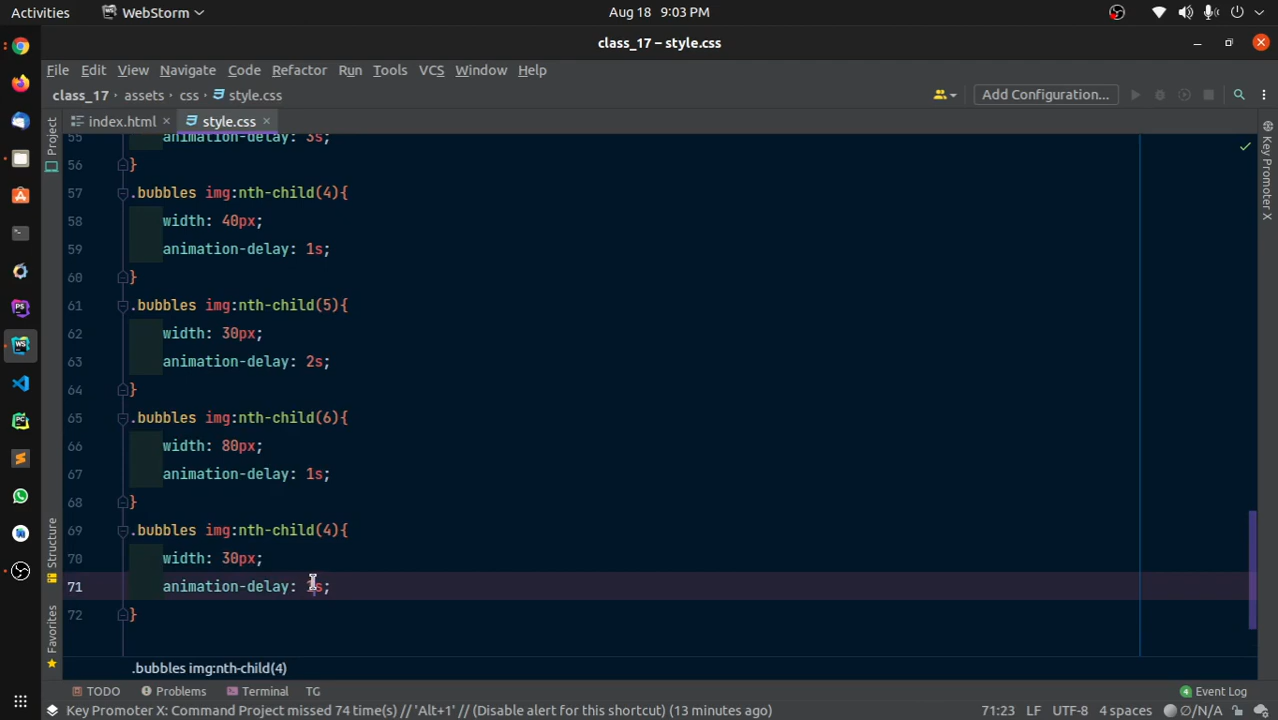 Activities
WebStorm
Aug 18 9:03 PM
class_17 – style.css
File Edit View Navigate Code Refactor Run Tools VCS Window Help
class_17 assets css style.css
Add Configuration...
index.html
style.css
Project
Structure
Favorites
Key Promoter X
55 animation-delay: 3s;
56 }
57 .bubbles img:nth-child(4){
58 width: 40px;
59 animation-delay: 1s;
60 }
61 .bubbles img:nth-child(5){
62 width: 30px;
63 animation-delay: 2s;
64 }
65 .bubbles img:nth-child(6){
66 width: 80px;
67 animation-delay: 1s;
68 }
69 .bubbles img:nth-child(4){
70 width: 30px;
71 animation-delay: s;
72 }
.bubbles img:nth-child(4)
TODO Problems Terminal TG
4 Event Log
Key Promoter X: Command Project missed 74 time(s) // 'Alt+1' // (Disable alert for this shortcut) (13 minutes ago)
71:23 LF UTF-8 4 spaces ∅/N/A